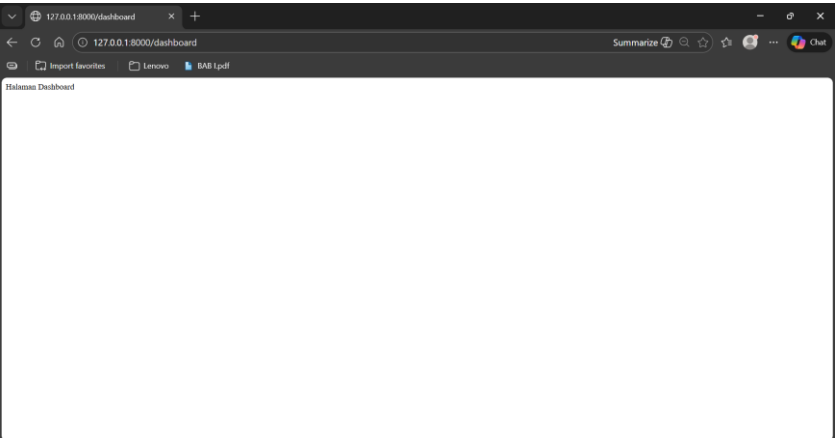 127.0.0.1:8000/dashboard
127.0.0.1:8000/dashboard
Summarize
Chat
Import favorites
Lenovo
BAB I.pdf
Halaman Dashboard